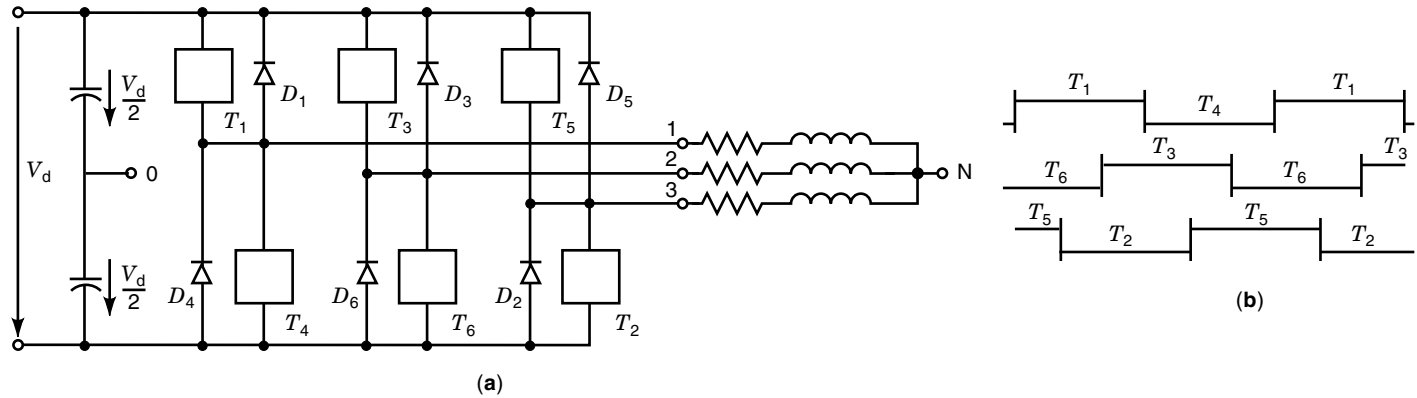 V_d
V_d/2
V_d/2
0
T_1
D_1
T_3
D_3
T_5
D_5
D_4
T_4
D_6
T_6
D_2
T_2
1
2
3
N
(a)
T_1 T_4 T_1
T_6 T_3 T_6 T_3
T_5 T_2 T_5 T_2
(b)